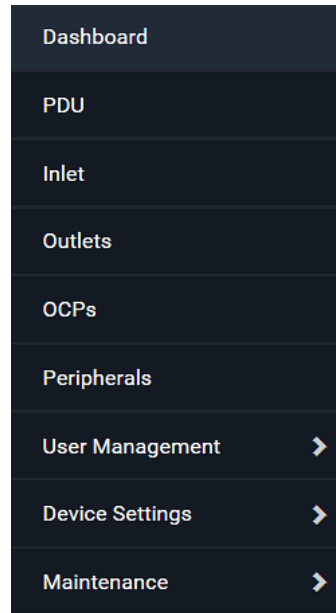 Dashboard
PDU
Inlet
Outlets
OCPs
Peripherals
User Management
Device Settings
Maintenance